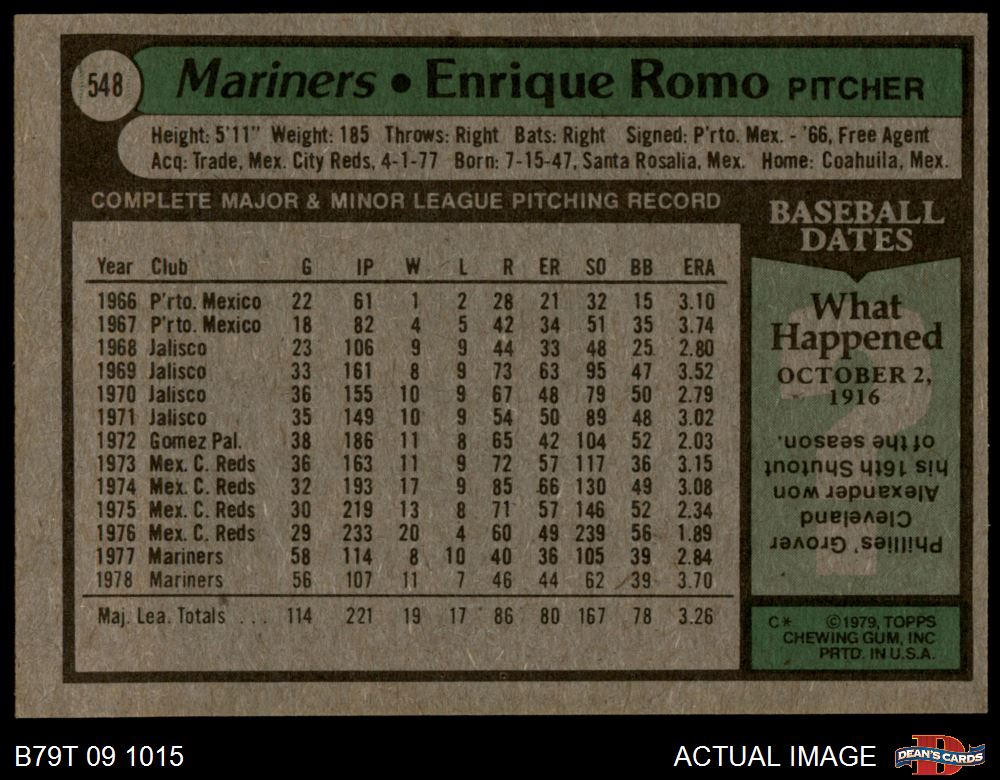 548
Mariners • Enrique Romo PITCHER
Height: 5'11" Weight: 185 Throws: Right Bats: Right Signed: P'rto. Mex. - '66, Free Agent
Acq: Trade, Mex. City Reds, 4-1-77 Born: 7-15-47, Santa Rosalia, Mex. Home: Coahuila, Mex.
COMPLETE MAJOR & MINOR LEAGUE PITCHING RECORD
Year Club G IP W L R ER SO BB ERA
1966 P'rto. Mexico 22 61 1 2 28 21 32 15 3.10
1967 P'rto. Mexico 18 82 4 5 42 34 51 35 3.74
1968 Jalisco 23 106 9 9 44 33 48 25 2.80
1969 Jalisco 33 161 8 9 73 63 95 47 3.52
1970 Jalisco 36 155 10 9 67 48 79 50 2.79
1971 Jalisco 35 149 10 9 54 50 89 48 3.02
1972 Gomez Pal. 38 186 11 8 65 42 104 52 2.03
1973 Mex. C. Reds 36 163 11 9 72 57 117 36 3.15
1974 Mex. C. Reds 32 193 17 9 85 66 130 49 3.08
1975 Mex. C. Reds 30 219 13 8 71 57 146 52 2.34
1976 Mex. C. Reds 29 233 20 4 60 49 239 56 1.89
1977 Mariners 58 114 8 10 40 36 105 39 2.84
1978 Mariners 56 107 11 7 46 44 62 39 3.70
Maj. Lea. Totals . . . 114 221 19 17 86 80 167 78 3.26
BASEBALL
DATES
What
Happened
OCTOBER 2,
1916
Phillies' Grover
Cleveland
Alexander won
his 16th Shutout
of the season.
C* ©1979, TOPPS
CHEWING GUM, INC
PRTD. IN U.S.A.
B79T 09 1015
ACTUAL IMAGE
D
DEAN'S CARDS